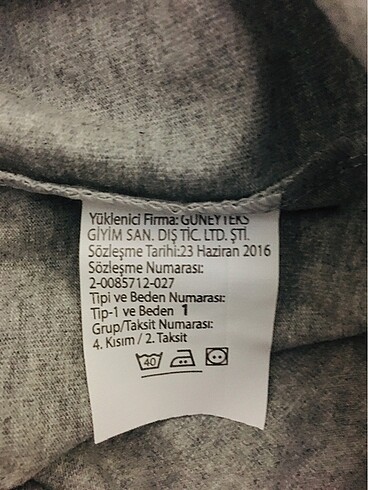 Yüklenici Firma: GÜNEYTEKS
GİYİM SAN. DIŞ TİC. LTD. ŞTİ.
Sözleşme Tarihi:23 Haziran 2016
Sözleşme Numarası:
2-0085712-027
Tipi ve Beden Numarası:
Tip-1 ve Beden 1
Grup/Taksit Numarası:
4. Kısım / 2. Taksit
40